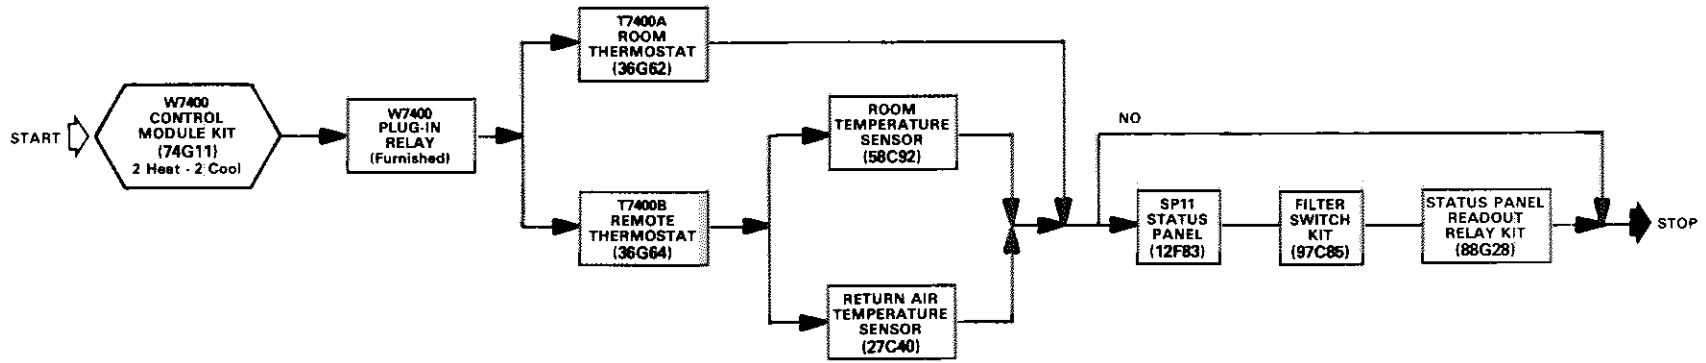 START
W7400
CONTROL
MODULE KIT
(74G11)
2 Heat - 2 Cool
W7400
PLUG-IN
RELAY
(Furnished)
T7400A
ROOM
THERMOSTAT
(36G62)
T7400B
REMOTE
THERMOSTAT
(36G64)
ROOM
TEMPERATURE
SENSOR
(58C92)
RETURN AIR
TEMPERATURE
SENSOR
(27C40)
NO
SP11
STATUS
PANEL
(12F83)
FILTER
SWITCH
KIT
(97C85)
STATUS PANEL
READOUT
RELAY KIT
(88G28)
STOP